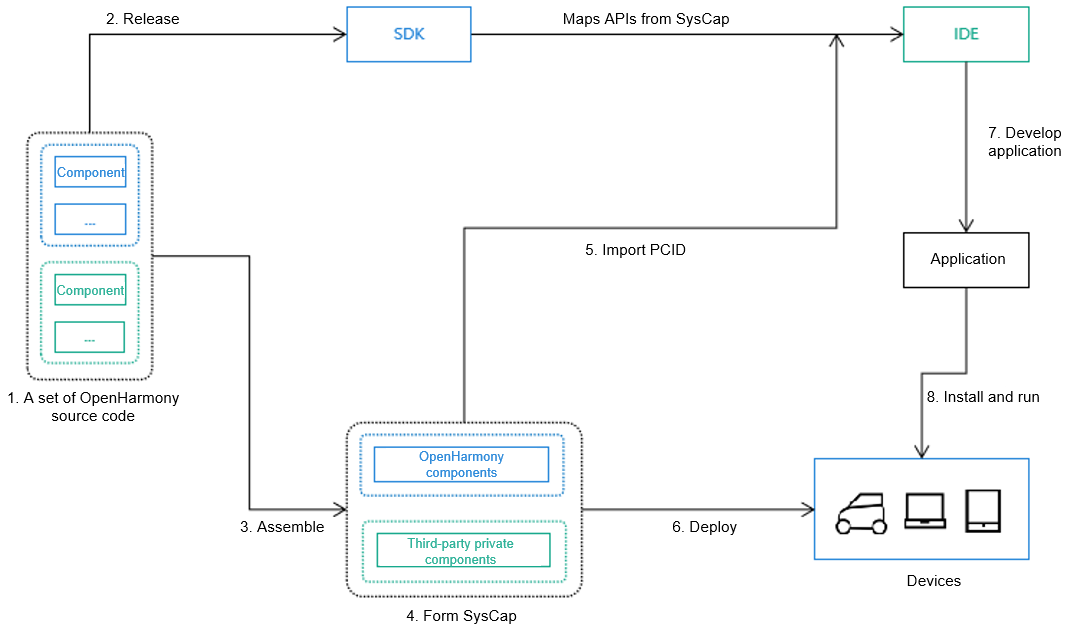 2. Release
SDK
Maps APIs from SysCap
IDE
7. Develop
application
Component
...
Component
...
5. Import PCID
Application
1. A set of OpenHarmony
source code
8. Install and run
OpenHarmony
components
3. Assemble
6. Deploy
Third-party private
components
Devices
4. Form SysCap